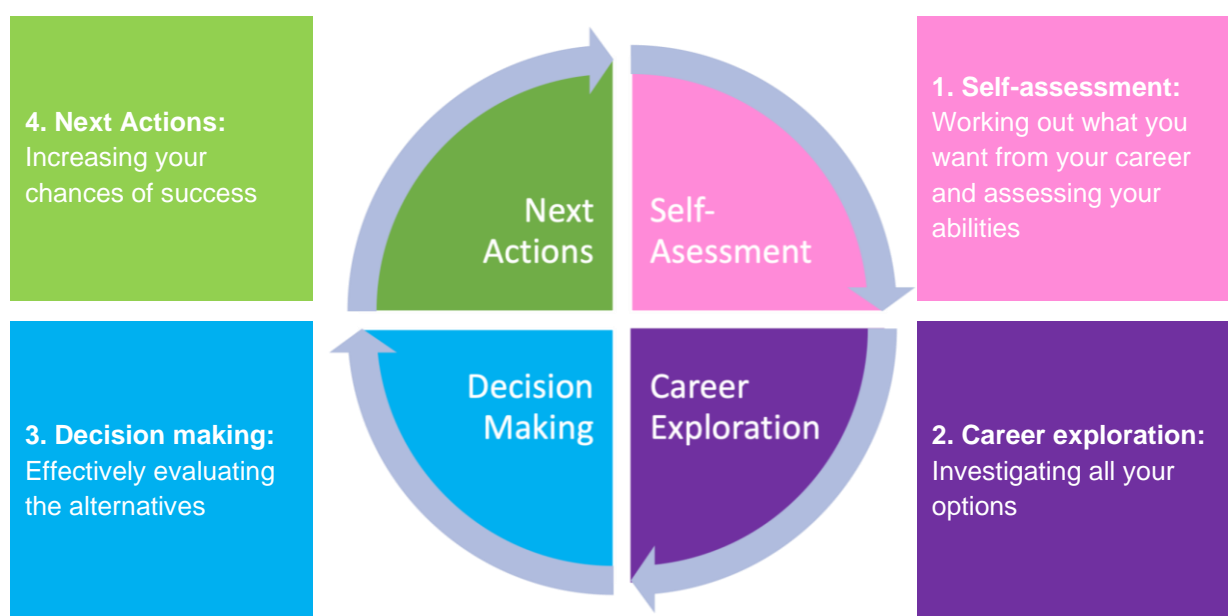 4. Next Actions:
Increasing your
chances of success
Next
Actions
Self-
Asessment
1. Self-assessment:
Working out what you
want from your career
and assessing your
abilities
3. Decision making:
Effectively evaluating
the alternatives
Decision
Making
Career
Exploration
2. Career exploration:
Investigating all your
options